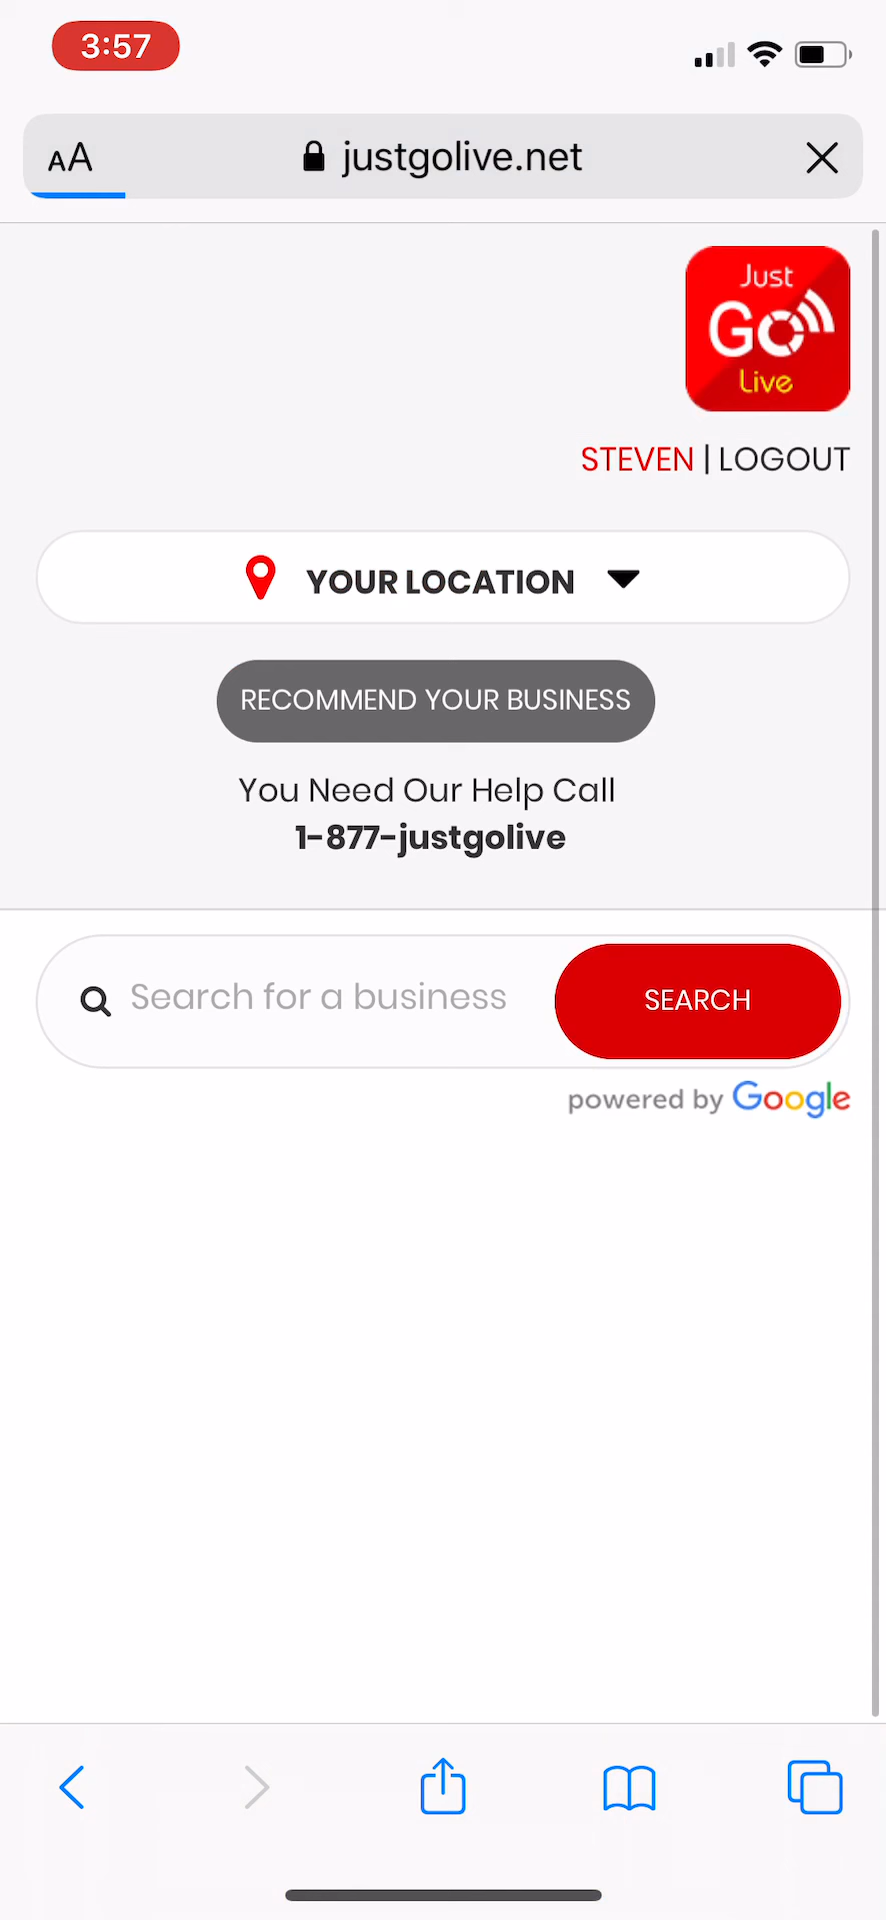 3:57
AA
justgolive.net
Just
Go
Live
STEVEN | LOGOUT
YOUR LOCATION
RECOMMEND YOUR BUSINESS
You Need Our Help Call
1-877-justgolive
Search for a business
SEARCH
powered by Google